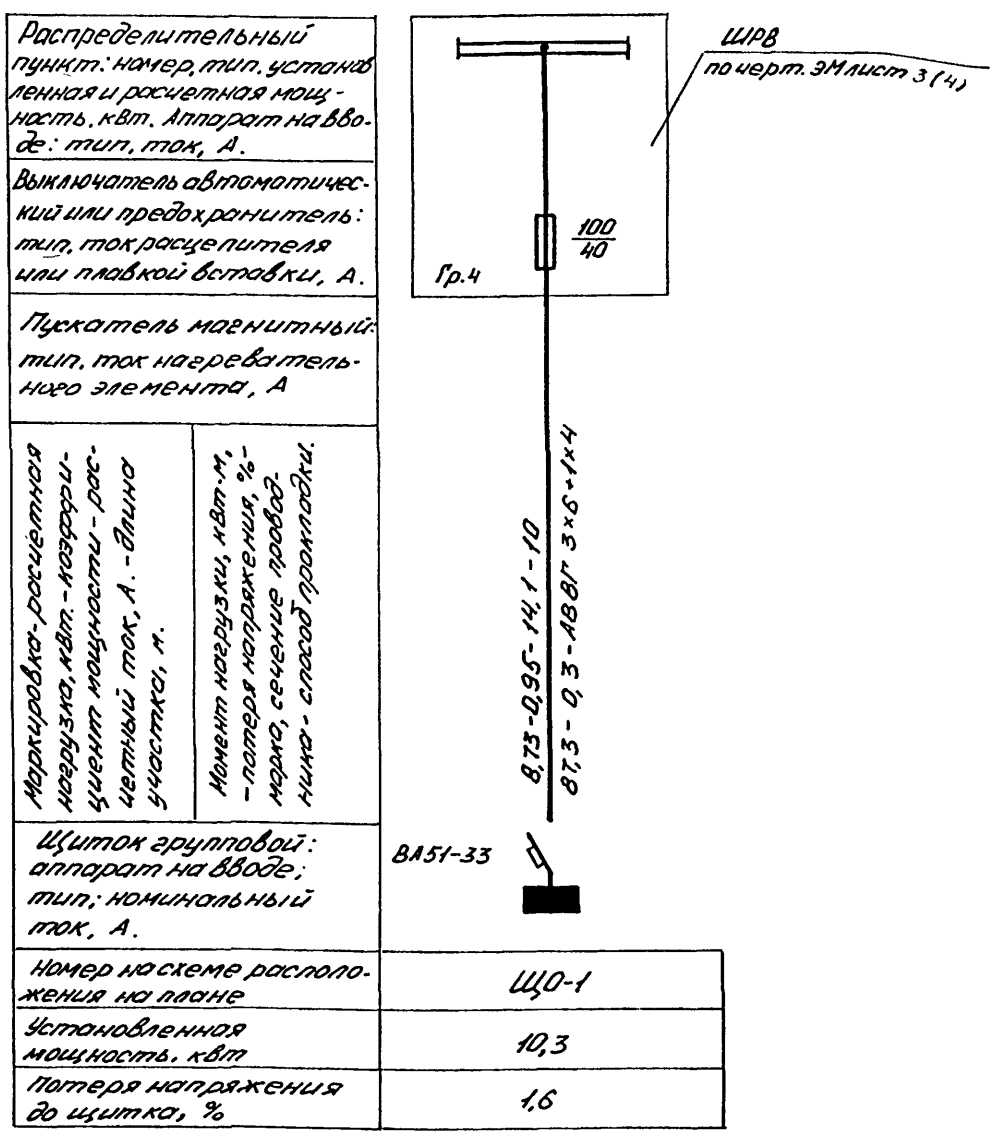 Распределительный
пункт: номер, тип, установ
ленная и расчетная мощ-
ность, кВт. Аппарат на вво-
де: тип, ток, А.
ШРВ
по черт. ЭМ лист 3 (4)
Выключатель автоматичес-
кий или предохранитель:
тип, ток расцепителя
или плавкой вставки, А.
100
40
Гр.4
Пускатель магнитный:
тип, ток нагреватель-
ного элемента, А
Маркировка-расчетная
нагрузка, кВт.-коэффи-
циент мощности-рас-
четный ток, А.-длина
участка, м.
Момент нагрузки, кВт·м,
-потеря напряжения, %-
марка, сечение провод-
ника-способ прокладки.
8,73-0,95-14,1-10
87,3-0,3-АВВГ 3×6+1×4
Щиток групповой:
аппарат на вводе;
тип; номинальный
ток, А.
ВА51-33
Номер на схеме располо-
жения на плане
ЩО-1
Установленная
мощность, кВт
10,3
Потеря напряжения
до щитка, %
1,6